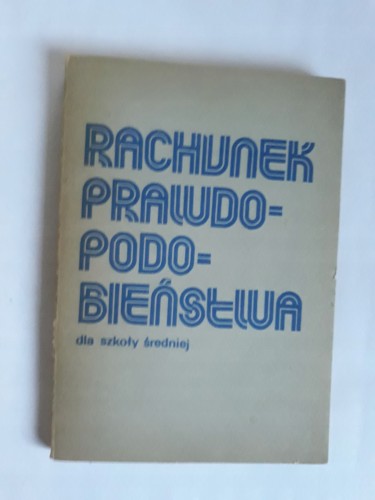 RACHUNEK
PRAWDO=
PODO=
BIEŃSTWA
dla szkoły średniej